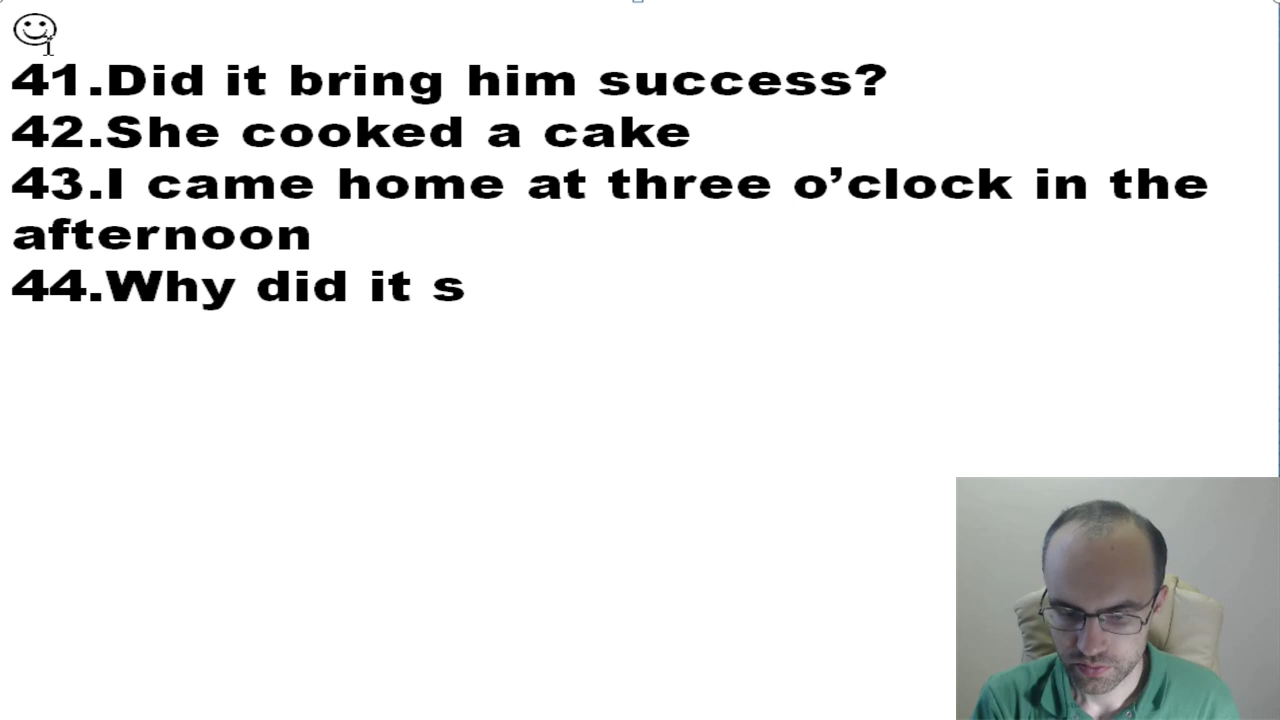 41.Did it bring him success?
42.She cooked a cake
43.I came home at three o’clock in the
afternoon
44.Why did it s